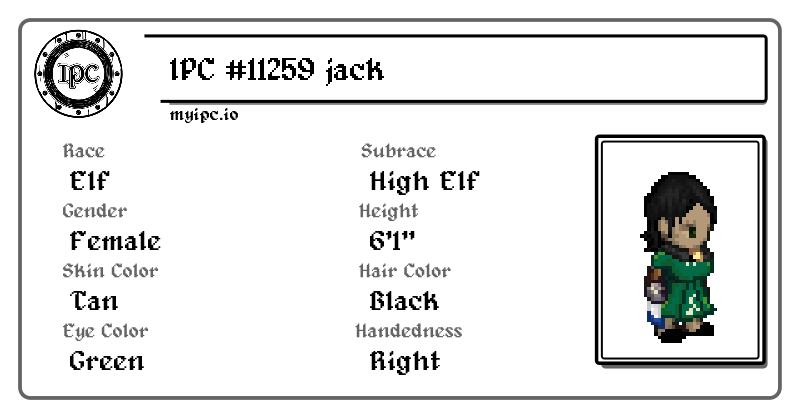 IPC
IPC #11259 jack
myipc.io
Race
Elf
Subrace
High Elf
Gender
Female
Height
6'1"
Skin Color
Tan
Hair Color
Black
Eye Color
Green
Handedness
Right